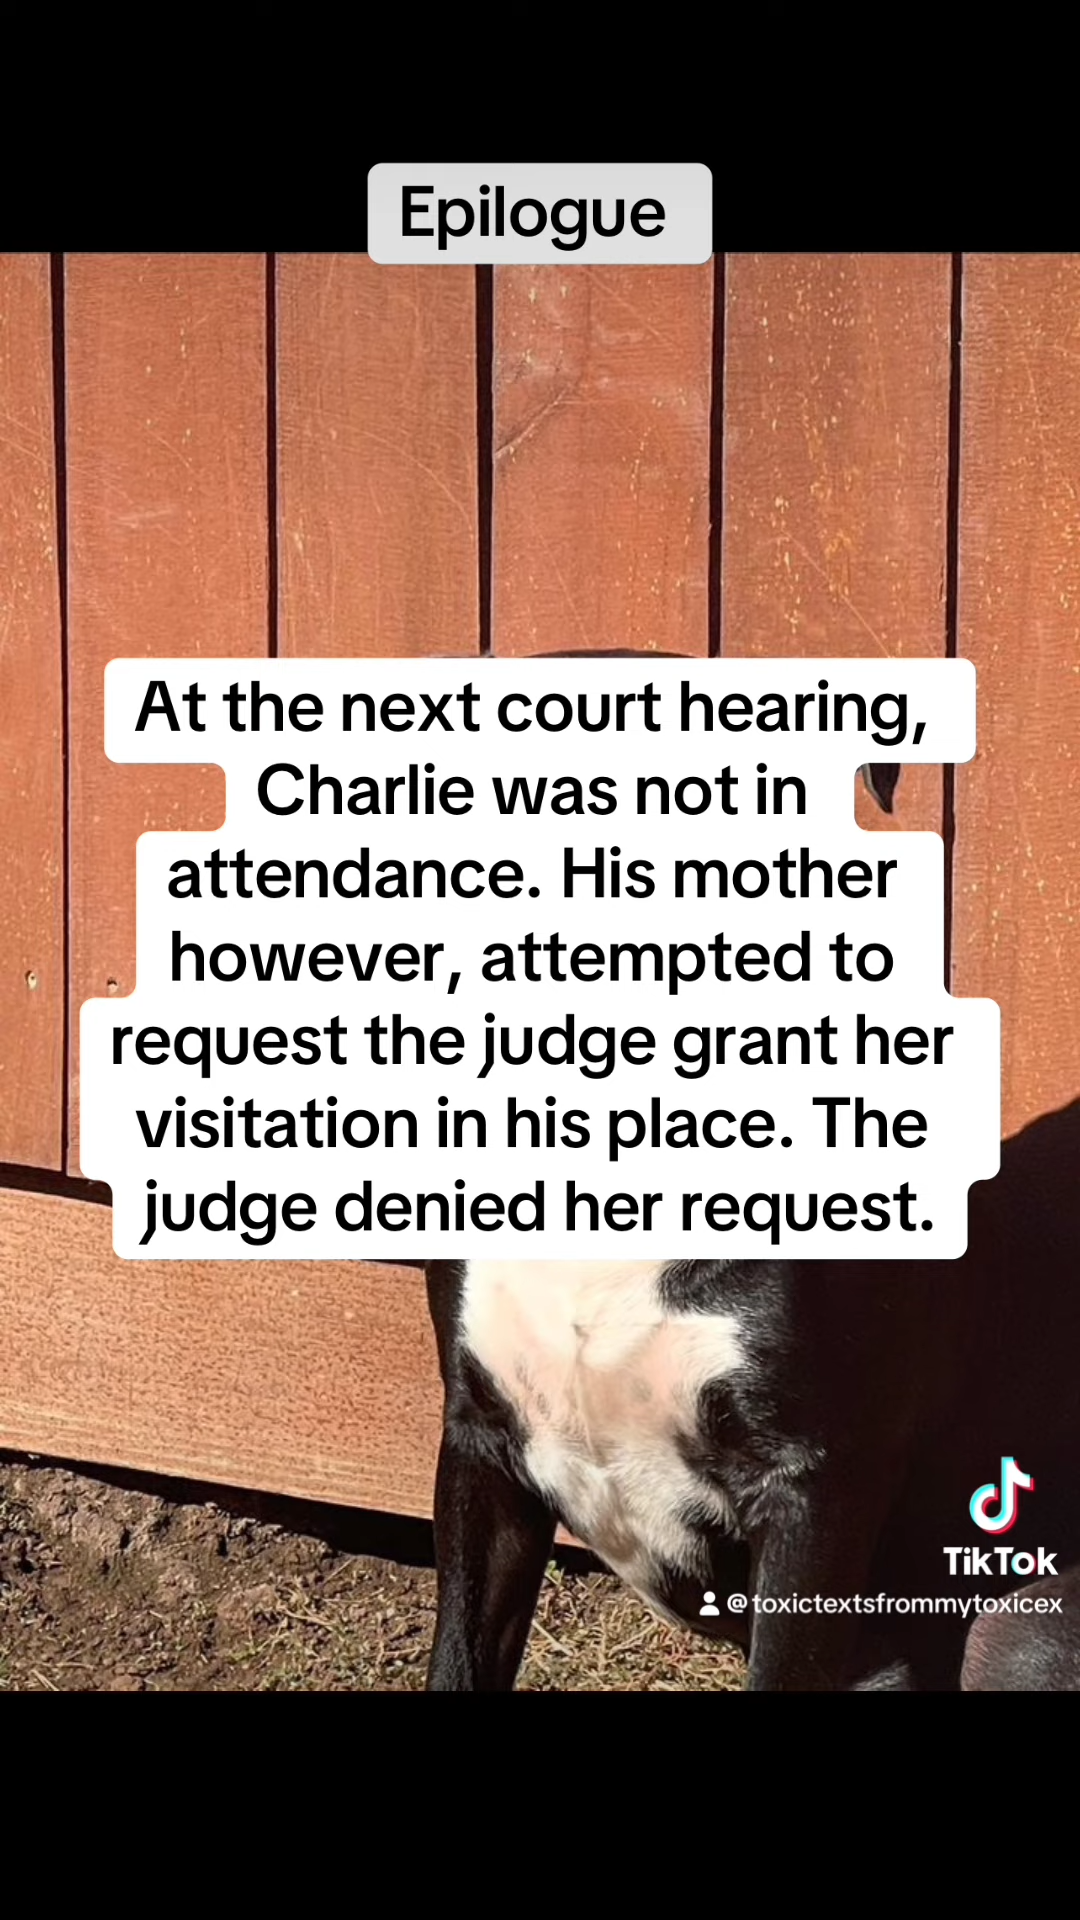 Epilogue
At the next court hearing,
Charlie was not in
attendance. His mother
however, attempted to
request the judge grant her
visitation in his place. The
judge denied her request.
TikTok
@toxictextsfrommytoxicex